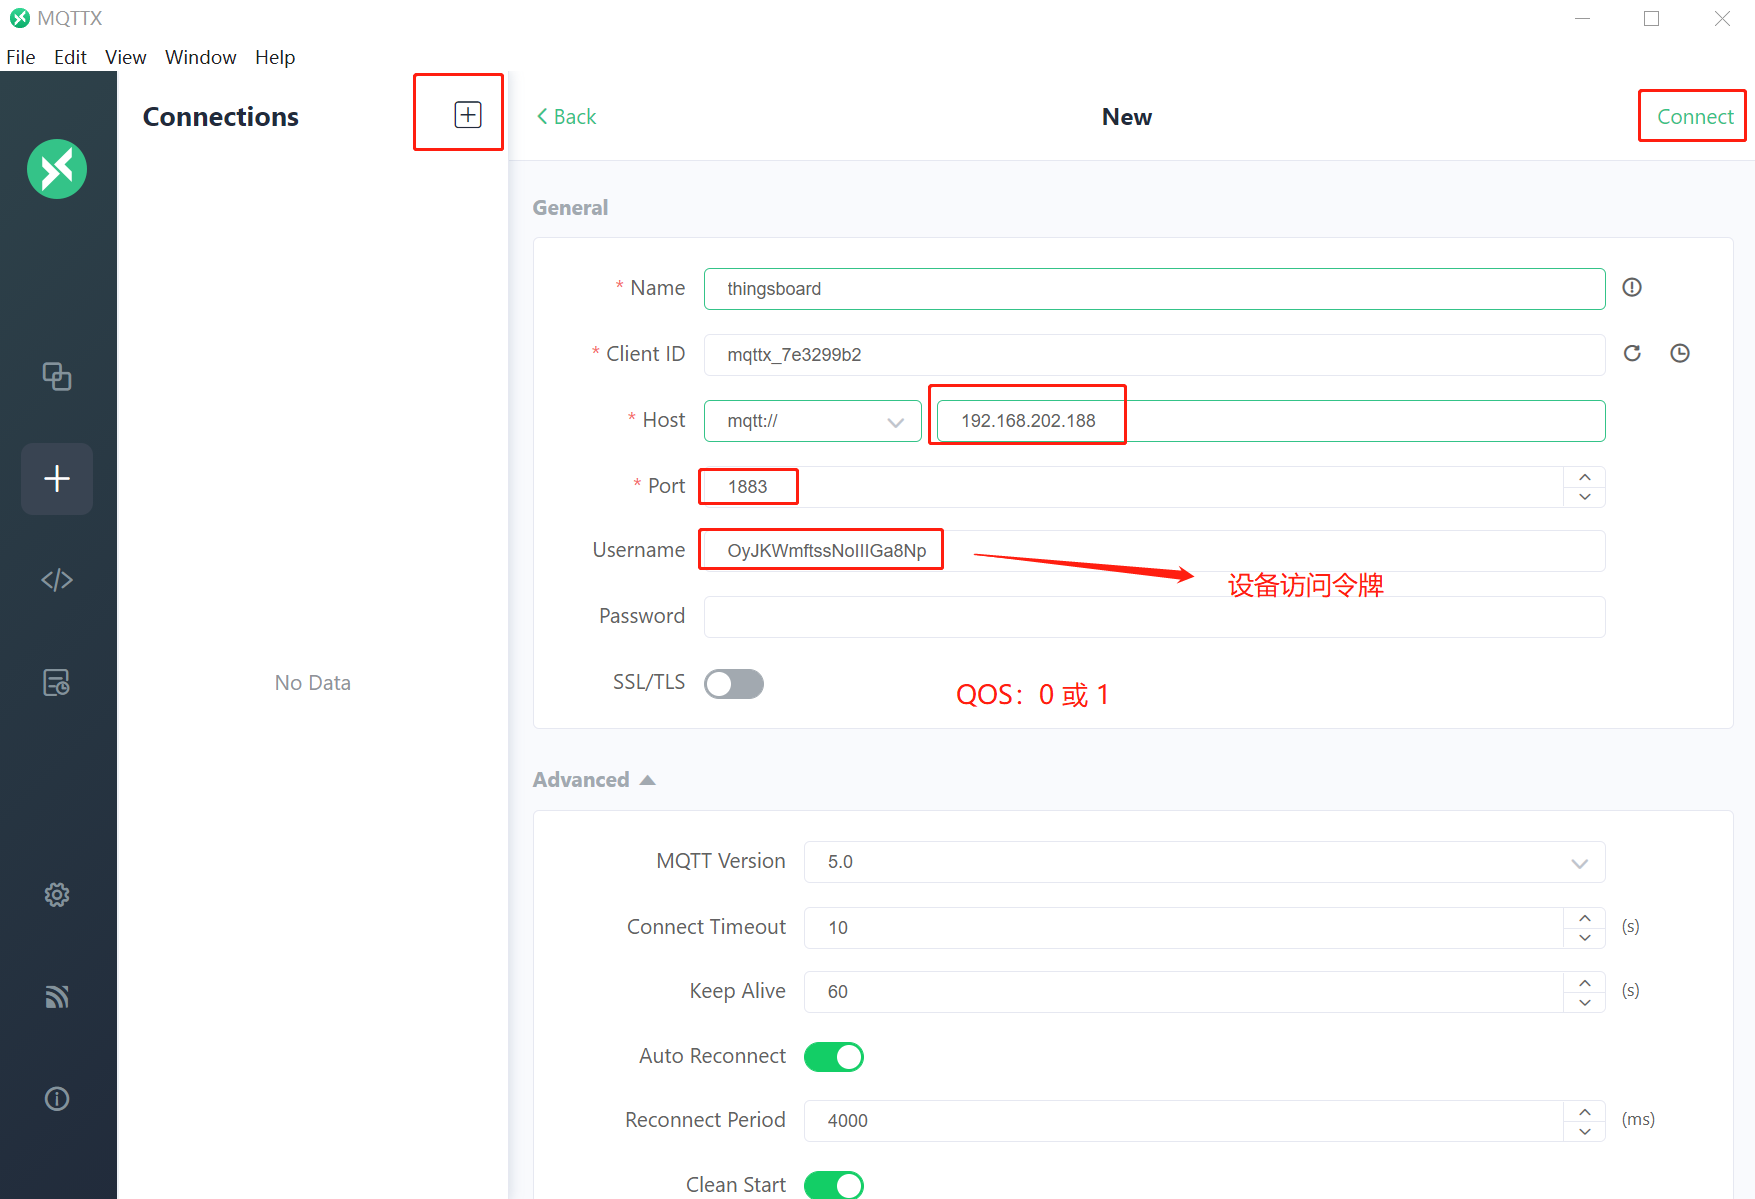 MQTTX
File Edit View Window Help
Connections
Back
New
Connect
General
* Name thingsboard
* Client ID mqttx_7e3299b2
* Host mqtt:// 192.168.202.188
* Port 1883
Username OyJKWmftssNoIIIGa8Np
设备访问令牌
Password
SSL/TLS
QOS：0 或 1
No Data
Advanced
MQTT Version 5.0
Connect Timeout 10 (s)
Keep Alive 60 (s)
Auto Reconnect
Reconnect Period 4000 (ms)
Clean Start